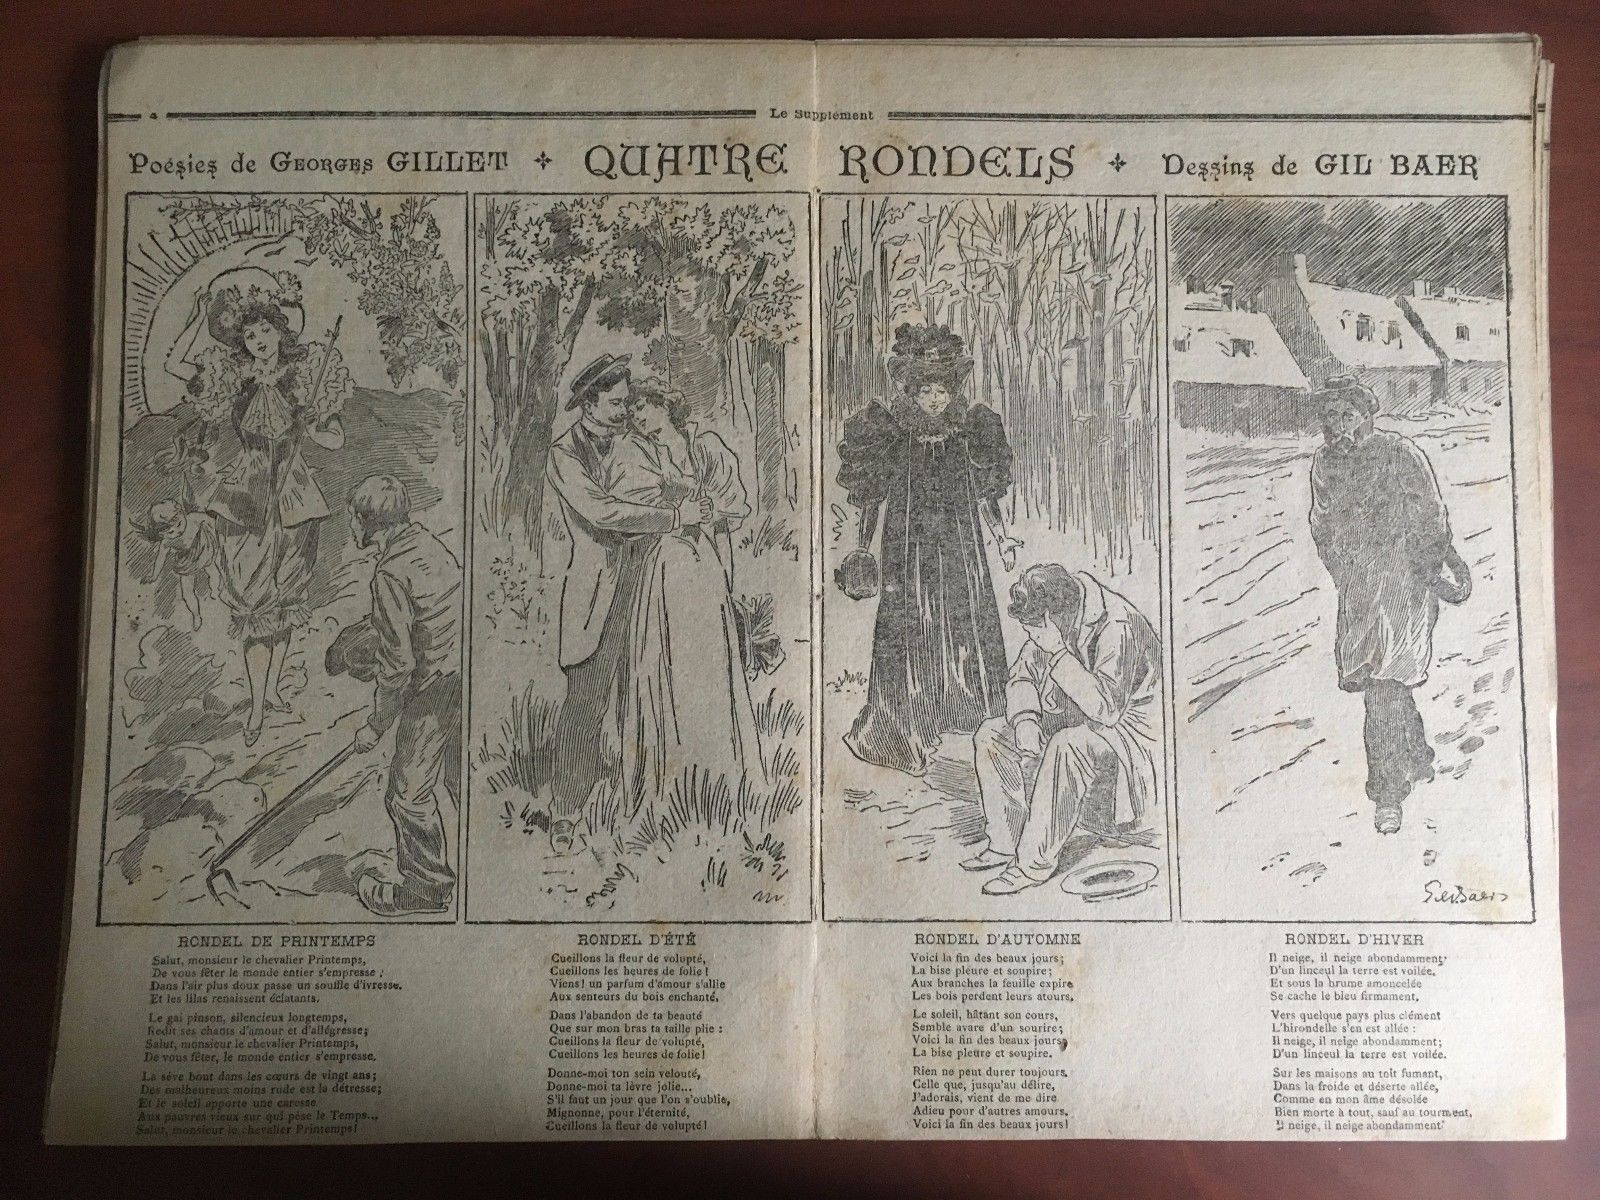 4
Le Supplément
Poésies de GEORGES GILLET
QUATRE RONDELS
Dessins de GIL BAER
Gil Baer
RONDEL DE PRINTEMPS
Salut, monsieur le chevalier Printemps,
De vous fêter le monde entier s'empresse ;
Dans l'air plus doux passe un souffle d'ivresse.
Et les lilas renaissent éclatants.
Le gai pinson, silencieux longtemps,
Redit ses chants d'amour et d'allégresse;
Salut, monsieur le chevalier Printemps,
De vous fêter, le monde entier s'empresse.
La sève bout dans les cœurs de vingt ans;
Des malheureux moins rude est la détresse;
Et le soleil apporte une caresse
Aux pauvres vieux sur qui pèse le Temps...
Salut, monsieur le chevalier Printemps!
RONDEL D'ÉTÉ
Cueillons la fleur de volupté,
Cueillons les heures de folie!
Viens! un parfum d'amour s'allie
Aux senteurs du bois enchanté,
Dans l'abandon de ta beauté
Que sur mon bras ta taille plie :
Cueillons la fleur de volupté,
Cueillons les heures de folie!
Donne-moi ton sein velouté,
Donne-moi ta lèvre jolie...
S'il faut un jour que l'on s'oublie,
Mignonne, pour l'éternité,
Cueillons la fleur de volupté!
RONDEL D'AUTOMNE
Voici la fin des beaux jours;
La bise pleure et soupire;
Aux branches la feuille expire
Les bois perdent leurs atours.
Le soleil, hâtant son cours,
Semble avare d'un sourire;
Voici la fin des beaux jours,
La bise pleure et soupire.
Rien ne peut durer toujours.
Celle que, jusqu'au délire,
J'adorais, vient de me dire
Adieu pour d'autres amours.
Voici la fin des beaux jours!
RONDEL D'HIVER
Il neige, il neige abondamment;
D'un linceul la terre est voilée.
Et sous la brume amoncelée
Se cache le bleu firmament.
Vers quelque pays plus clément
L'hirondelle s'en est allée :
Il neige, il neige abondamment;
D'un linceul la terre est voilée.
Sur les maisons au toit fumant,
Dans la froide et déserte allée,
Comme en mon âme désolée
Bien morte à tout, sauf au tourment,
Il neige, il neige abondamment!